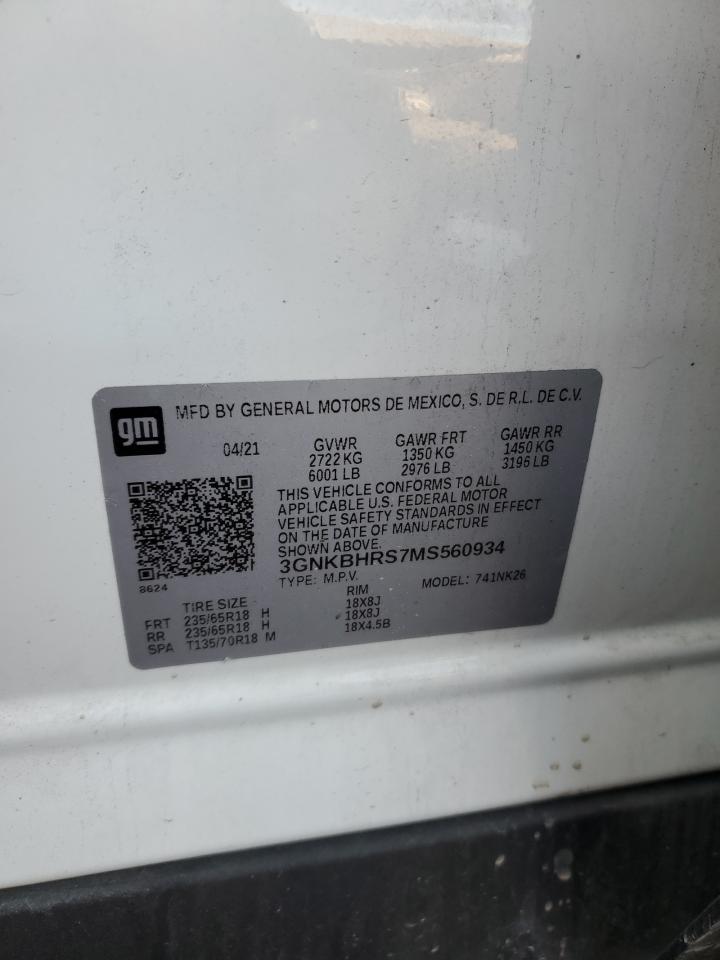 gm
MFD BY GENERAL MOTORS DE MEXICO, S. DE R.L. DE C.V.
04/21 GVWR GAWR FRT GAWR RR
2722 KG 1350 KG 1450 KG
6001 LB 2976 LB 3196 LB
THIS VEHICLE CONFORMS TO ALL
APPLICABLE U.S. FEDERAL MOTOR
VEHICLE SAFETY STANDARDS IN EFFECT
ON THE DATE OF MANUFACTURE
SHOWN ABOVE.
3GNKBHRS7MS560934
TYPE: M.P.V. MODEL: 741NK26
8624
TIRE SIZE RIM
FRT 235/65R18 H 18X8J
RR 235/65R18 H 18X8J
SPA T135/70R18 M 18X4.5B